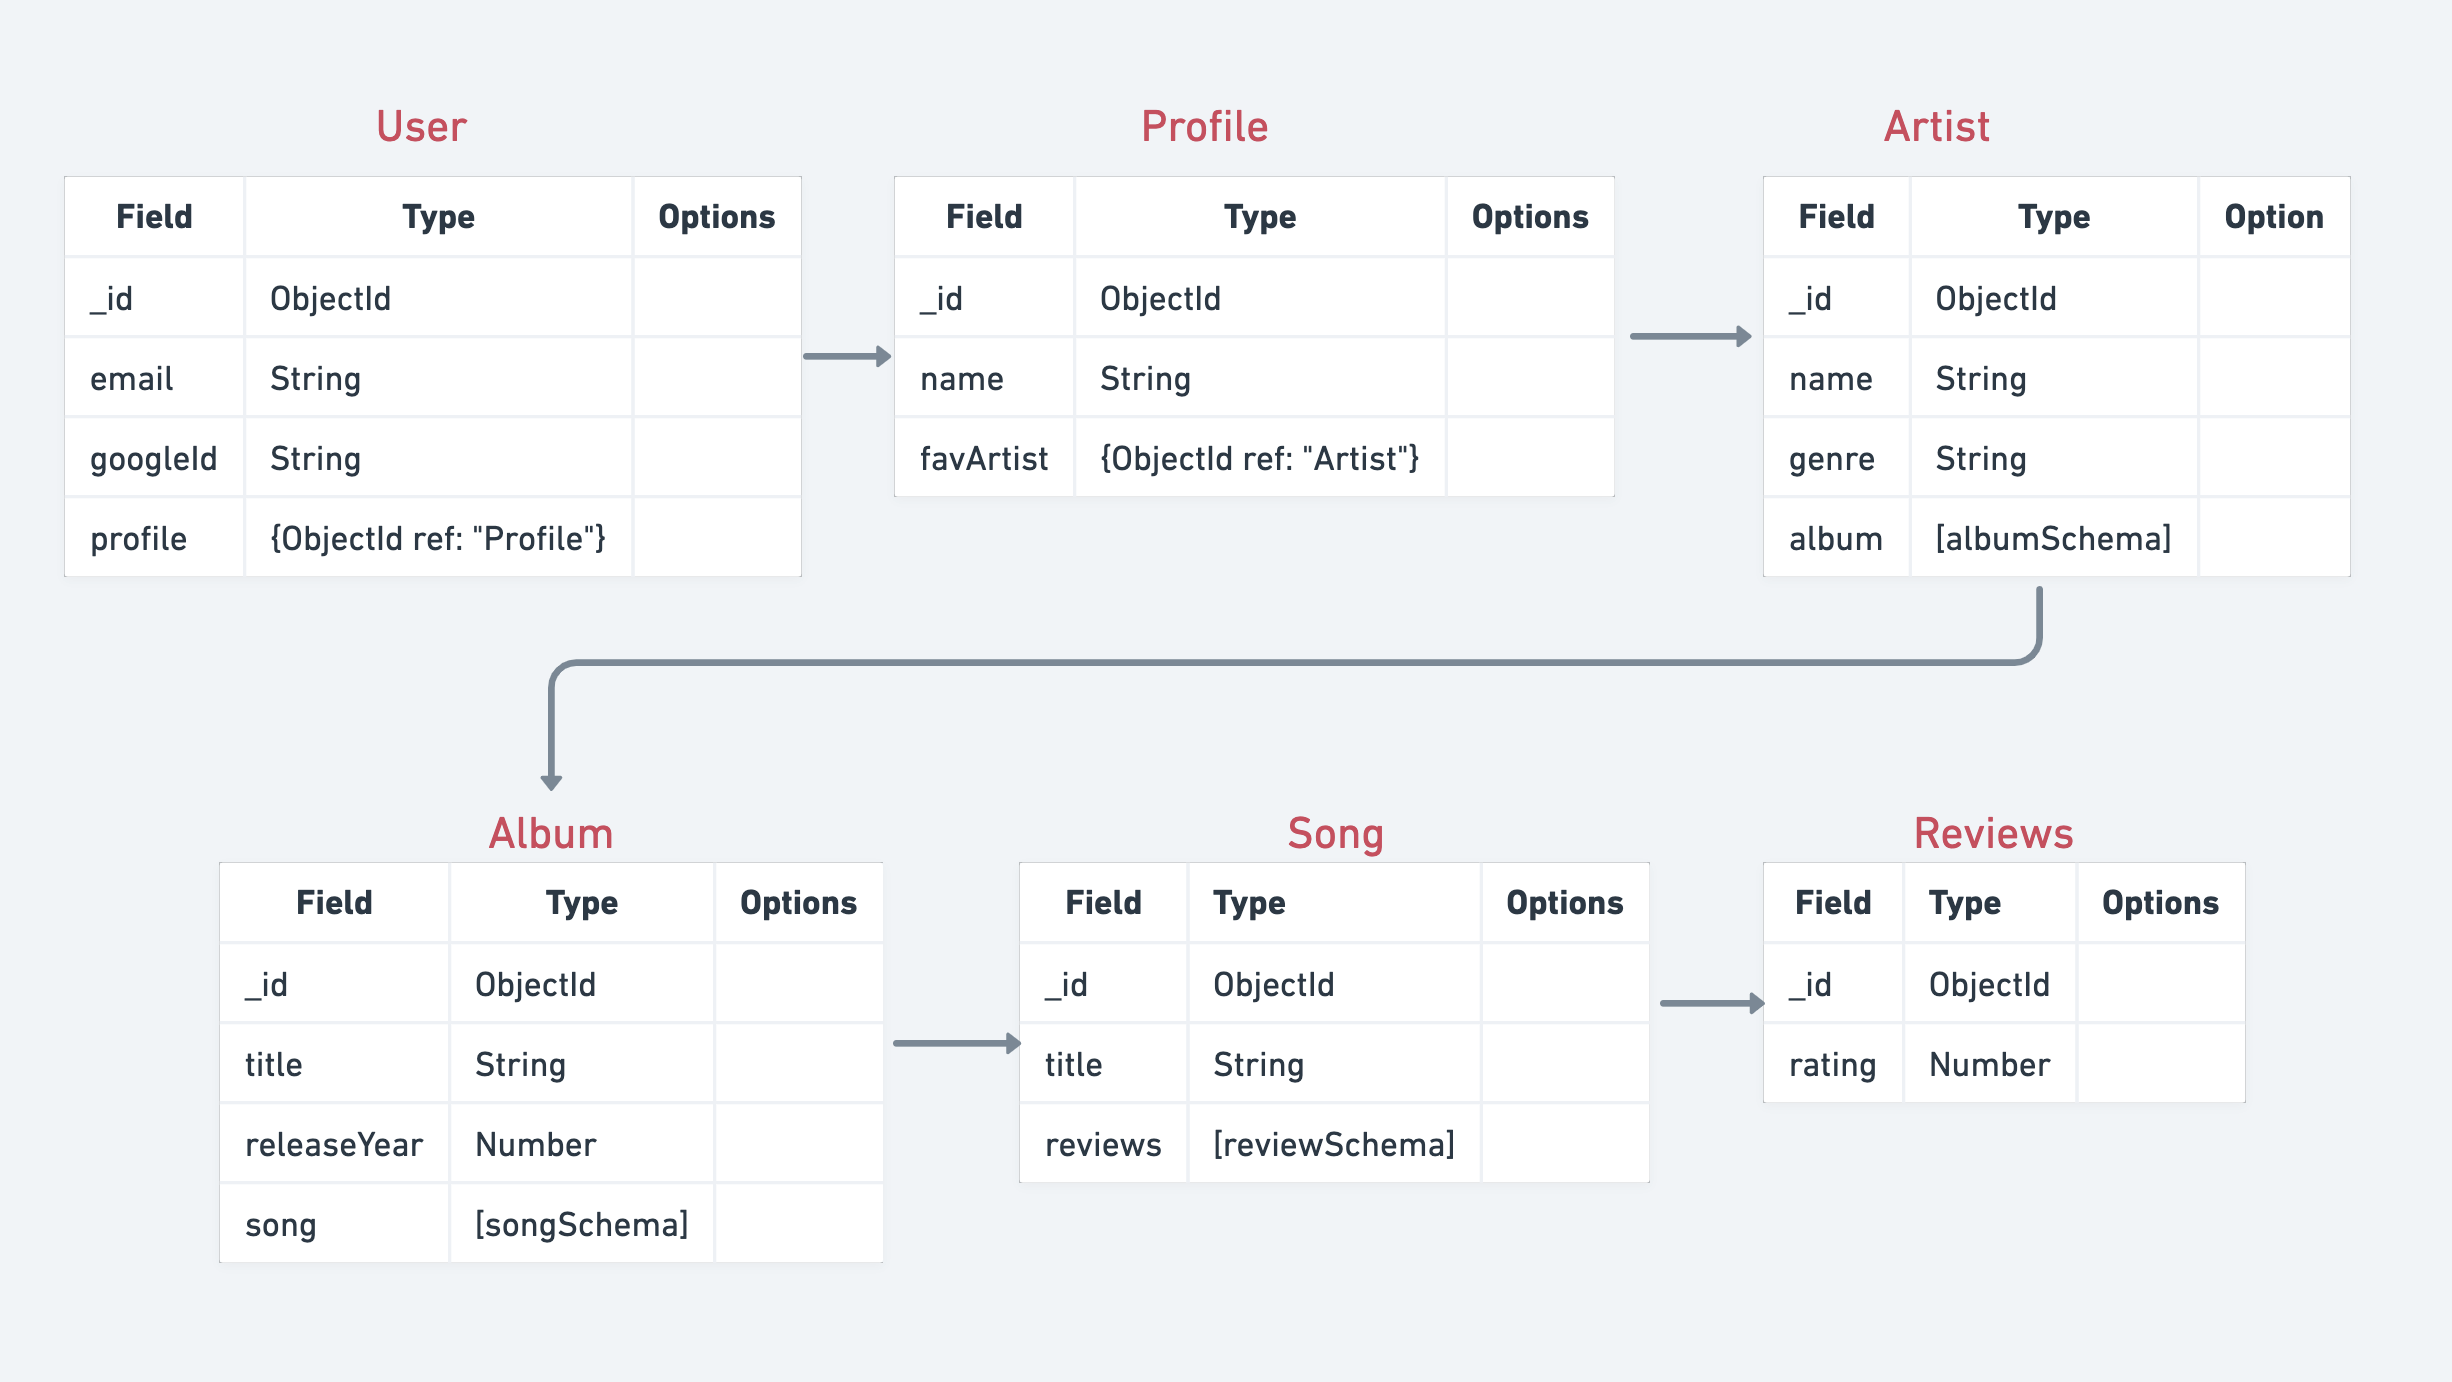 User
Field Type Options
_id ObjectId
email String
googleId String
profile {ObjectId ref: "Profile"}
Profile
Field Type Options
_id ObjectId
name String
favArtist {ObjectId ref: "Artist"}
Artist
Field Type Option
_id ObjectId
name String
genre String
album [albumSchema]
Album
Field Type Options
_id ObjectId
title String
releaseYear Number
song [songSchema]
Song
Field Type Options
_id ObjectId
title String
reviews [reviewSchema]
Reviews
Field Type Options
_id ObjectId
rating Number